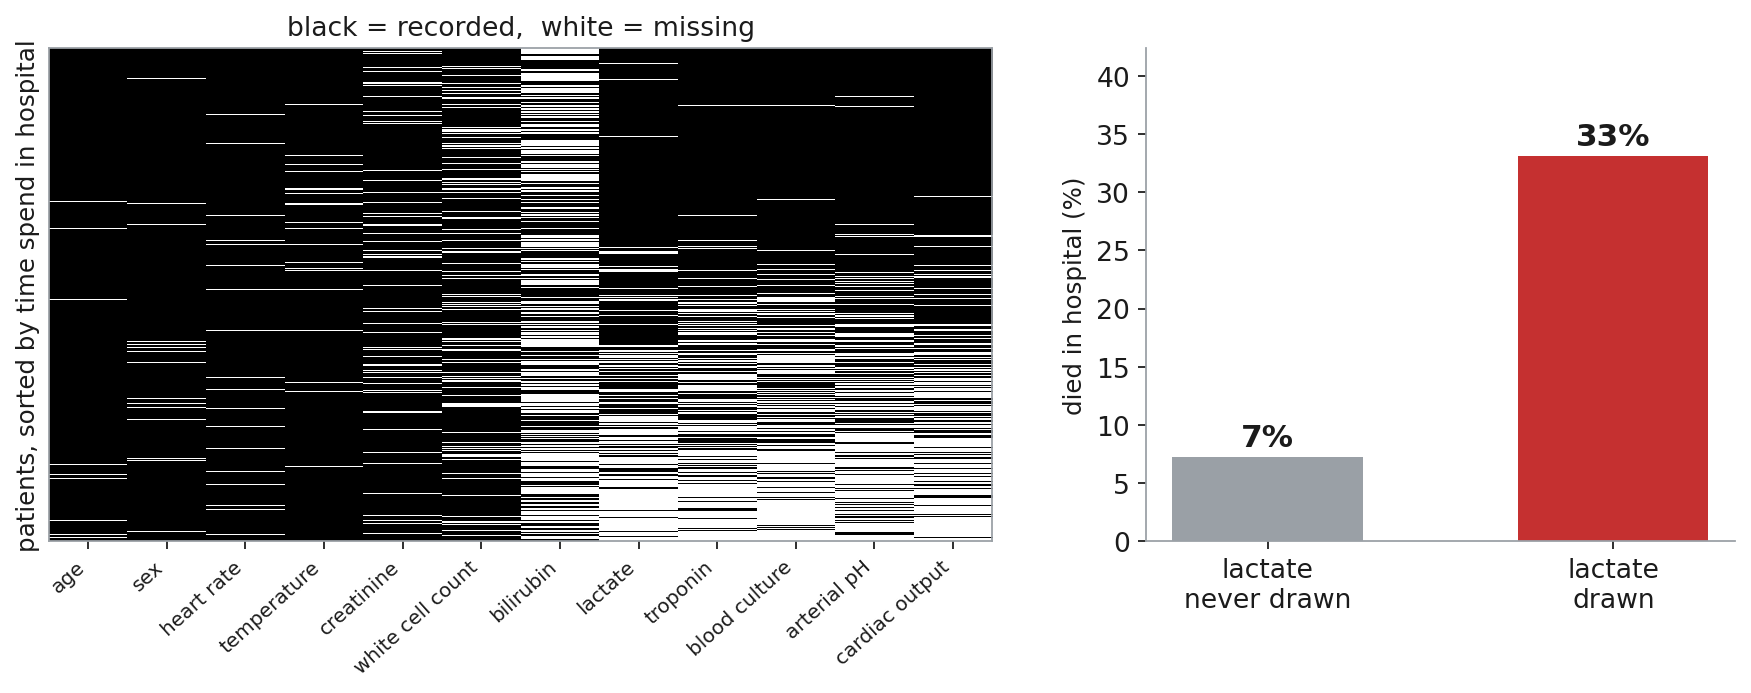 black = recorded,  white = missing
patients, sorted by time spend in hospital
age
sex
heart rate
temperature
creatinine
white cell count
bilirubin
lactate
troponin
blood culture
arterial pH
cardiac output
died in hospital (%)
40
35
30
25
20
15
10
5
0
7%
33%
lactate
never drawn
lactate
drawn